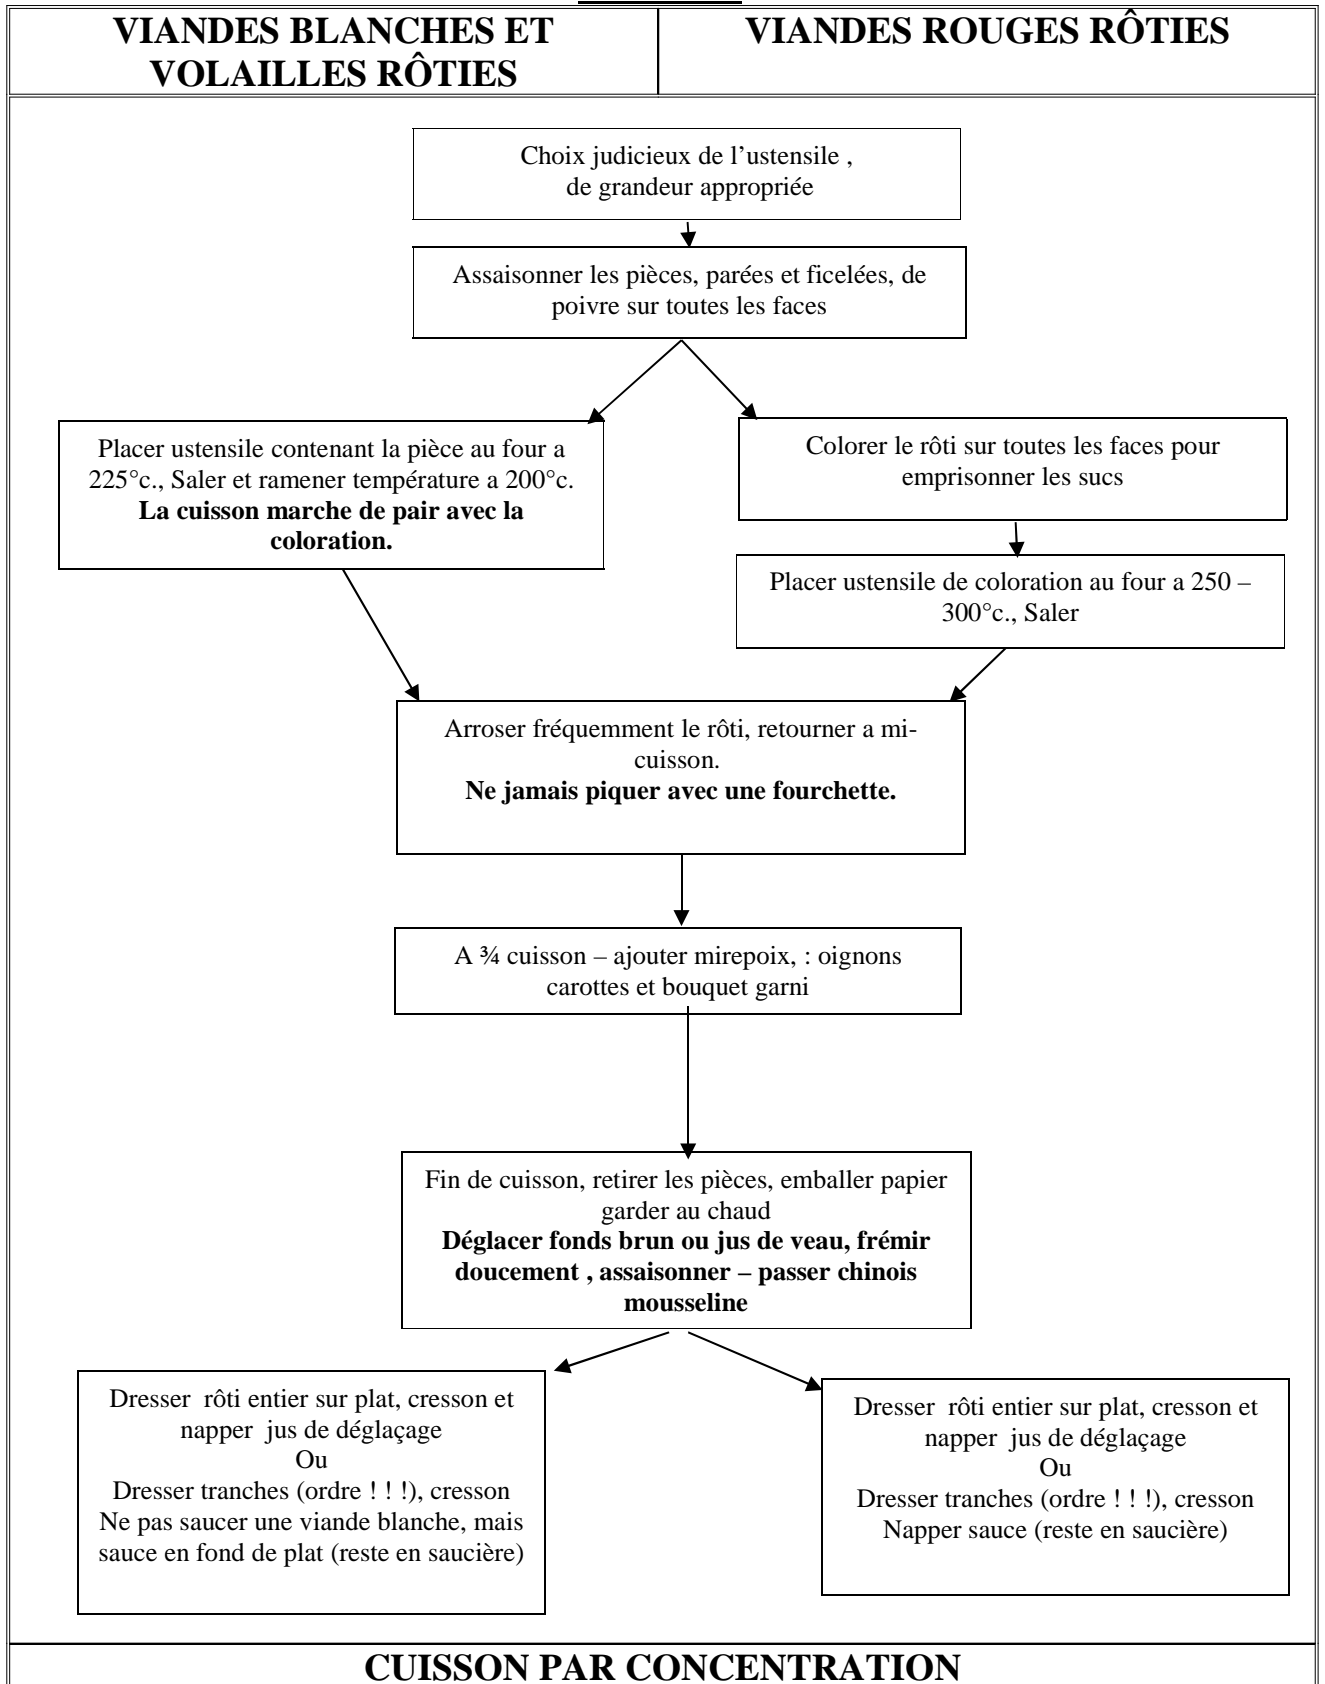 VIANDES BLANCHES ET
VOLAILLES RÔTIES
VIANDES ROUGES RÔTIES
Choix judicieux de l’ustensile ,
de grandeur appropriée
Assaisonner les pièces, parées et ficelées, de
poivre sur toutes les faces
Placer ustensile contenant la pièce au four a
225°c., Saler et ramener température a 200°c.
La cuisson marche de pair avec la
coloration.
Colorer le rôti sur toutes les faces pour
emprisonner les sucs
Placer ustensile de coloration au four a 250 –
300°c., Saler
Arroser fréquemment le rôti, retourner a mi-
cuisson.
Ne jamais piquer avec une fourchette.
A ¾ cuisson – ajouter mirepoix, : oignons
carottes et bouquet garni
Fin de cuisson, retirer les pièces, emballer papier
garder au chaud
Déglacer fonds brun ou jus de veau, frémir
doucement , assaisonner – passer chinois
mousseline
Dresser  rôti entier sur plat, cresson et
napper  jus de déglaçage
Ou
Dresser tranches (ordre ! ! !), cresson
Ne pas saucer une viande blanche, mais
sauce en fond de plat (reste en saucière)
Dresser  rôti entier sur plat, cresson et
napper  jus de déglaçage
Ou
Dresser tranches (ordre ! ! !), cresson
Napper sauce (reste en saucière)
CUISSON PAR CONCENTRATION